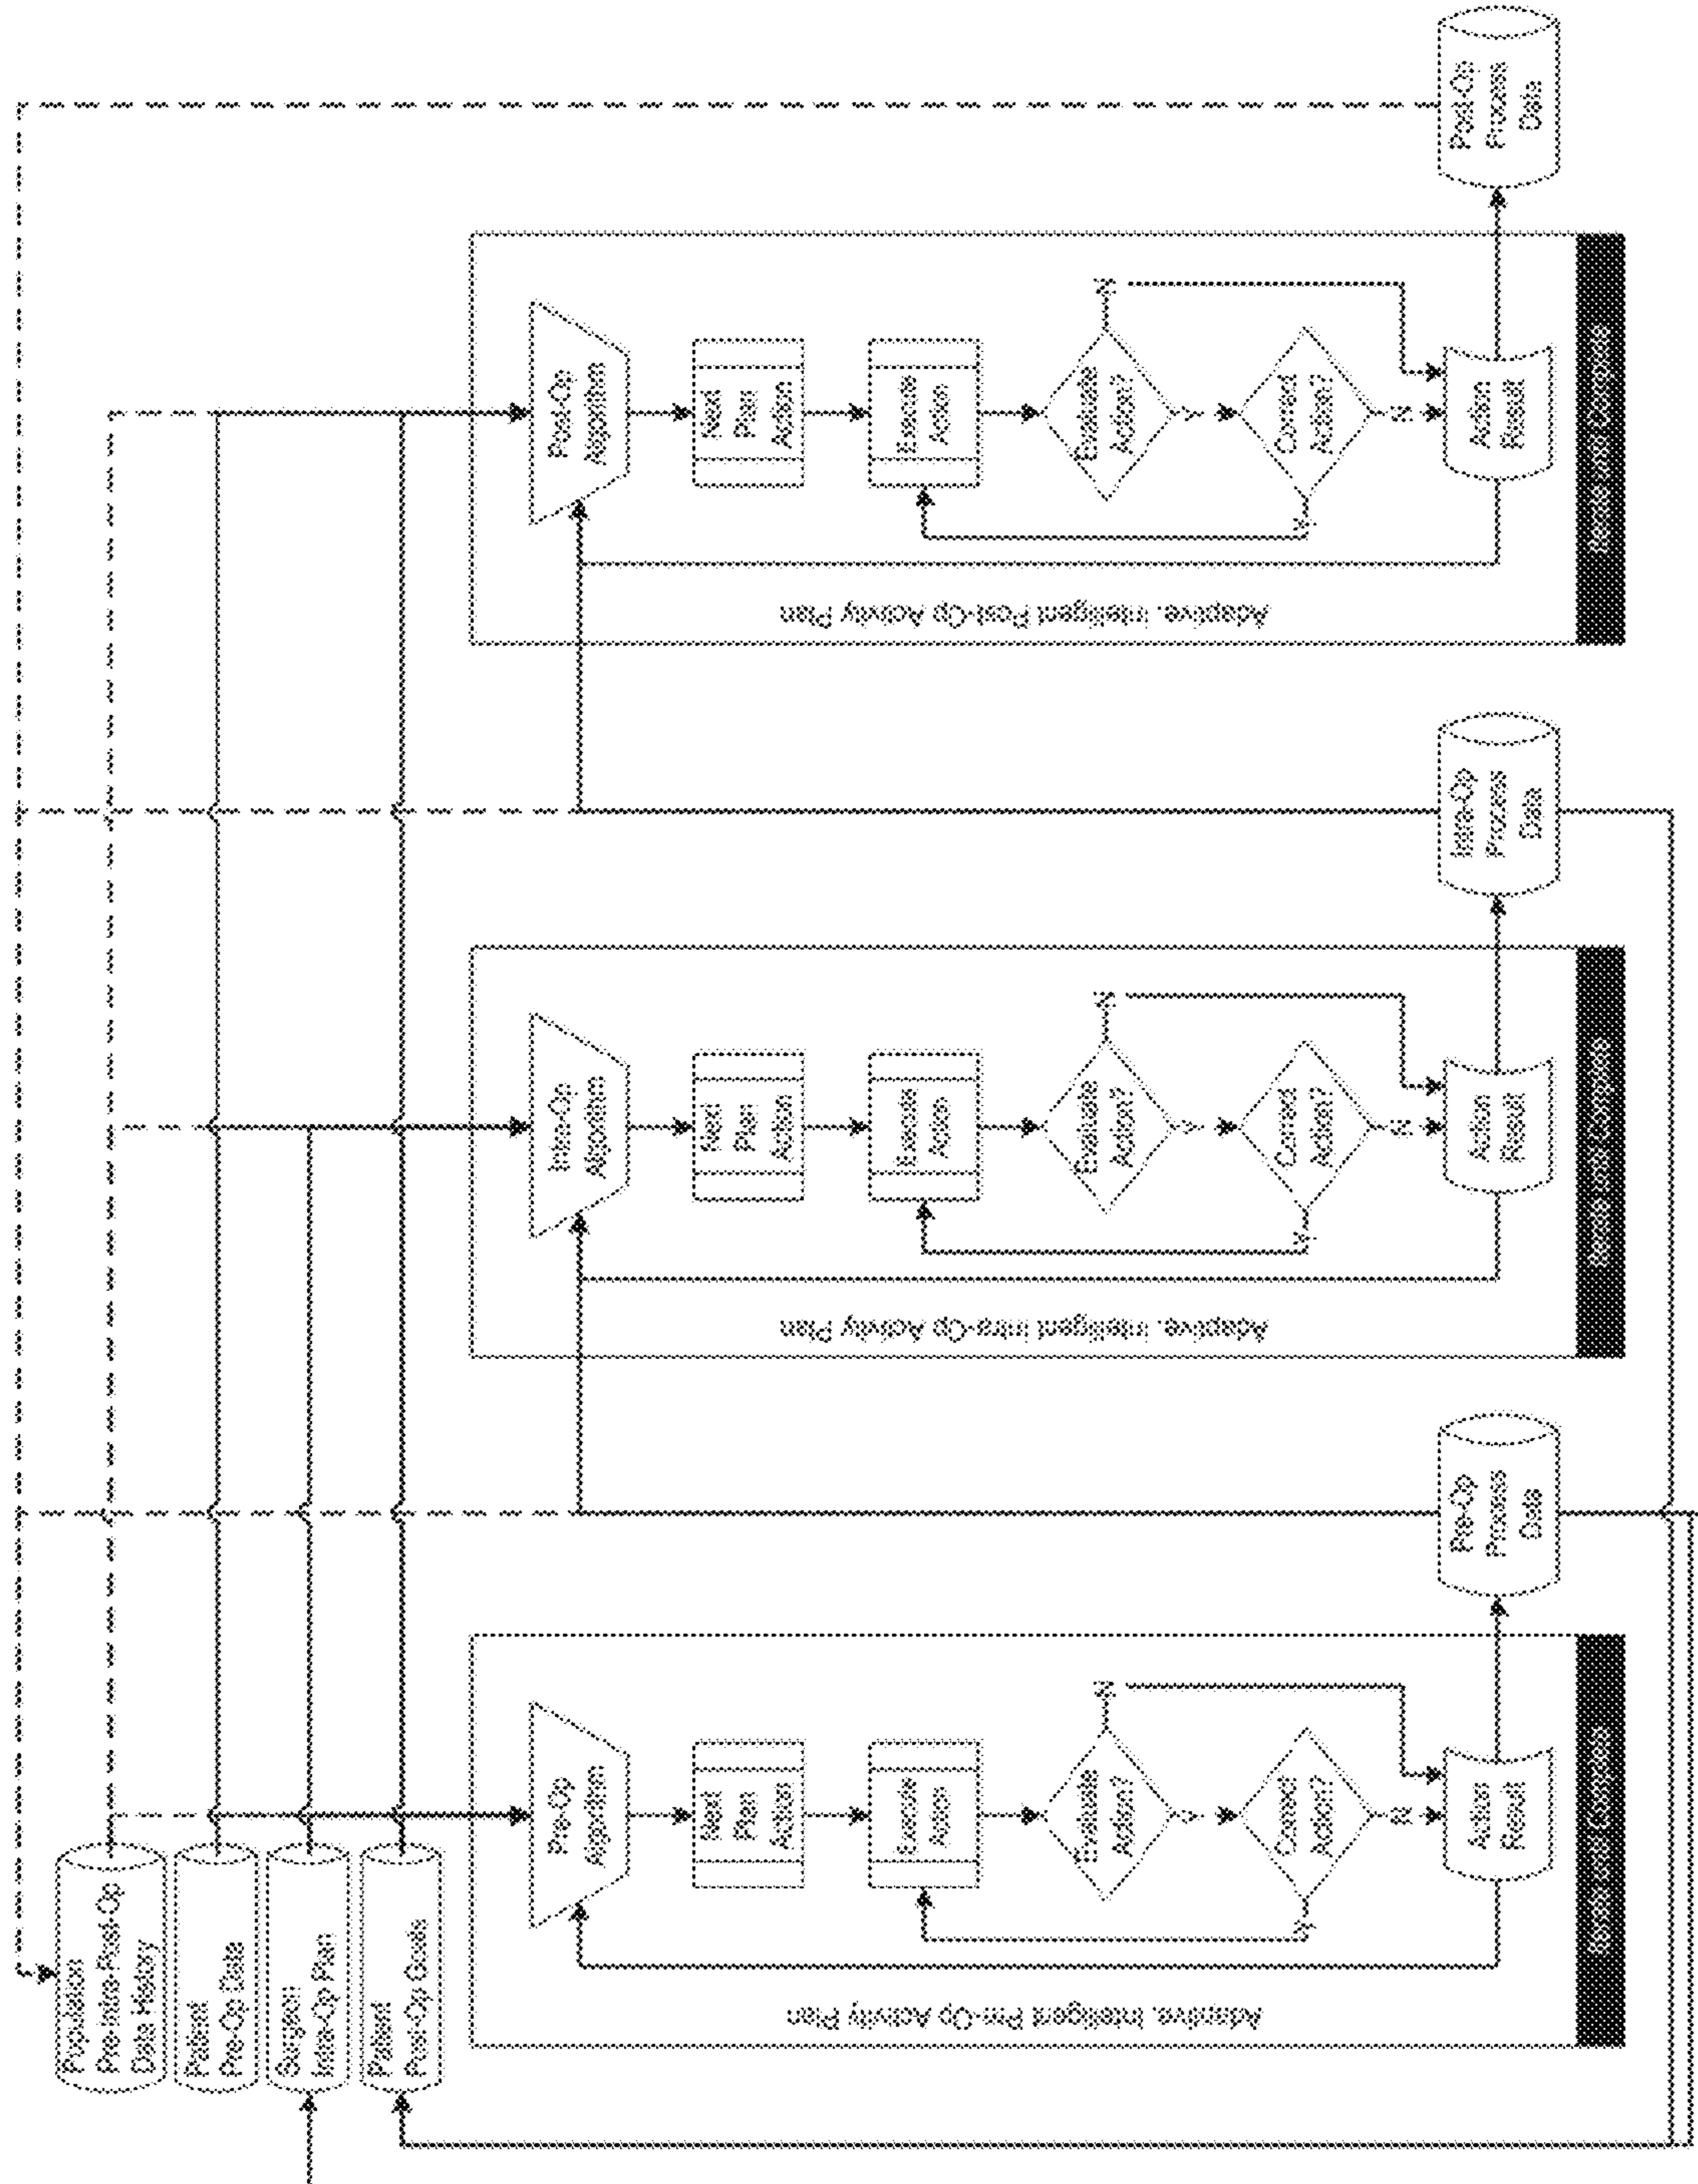 Population
Pre-Intra-Post-Op
Data History
Patient
Pre-Op Data
Surgeon
Intra-Op Plan
Patient
Post-Op Goals
Adaptive, Intelligent Pre-Op Activity Plan
Pre-Op
Algorithm
Next
Plan
Action
Execute
Action
Evaluate
Action?
N
Y
Correct
Action?
Y
N
Action
Result
Pre-Op
Process
Data
Adaptive, Intelligent Intra-Op Activity Plan
Intra-Op
Algorithm
Next
Plan
Action
Execute
Action
Evaluate
Action?
N
Y
Correct
Action?
Y
N
Action
Result
Intra-Op
Process
Data
Adaptive, Intelligent Post-Op Activity Plan
Post-Op
Algorithm
Next
Plan
Action
Execute
Action
Evaluate
Action?
N
Y
Correct
Action?
Y
N
Action
Result
Post-Op
Process
Data